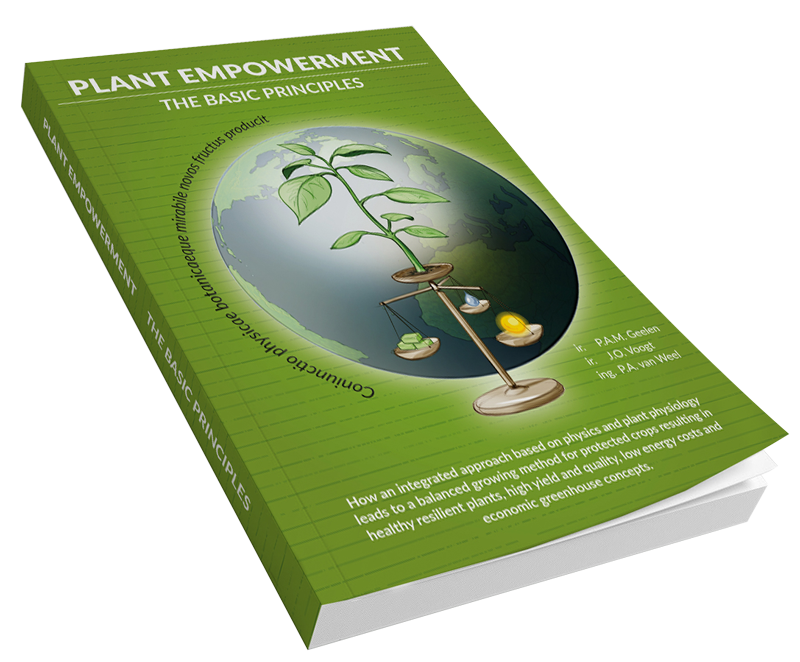 PLANT EMPOWERMENT
THE BASIC PRINCIPLES
Coniunctio physicae botanicaeque mirabile novos fructus producit
ir. P.A.M. Geelen
ir. J.O. Voogt
ing. P.A. van Weel
How an integrated approach based on physics and plant physiology
leads to a balanced growing method for protected crops resulting in
healthy resilient plants, high yield and quality, low energy costs and
economic greenhouse concepts.
PLANT EMPOWERMENT THE BASIC PRINCIPLES